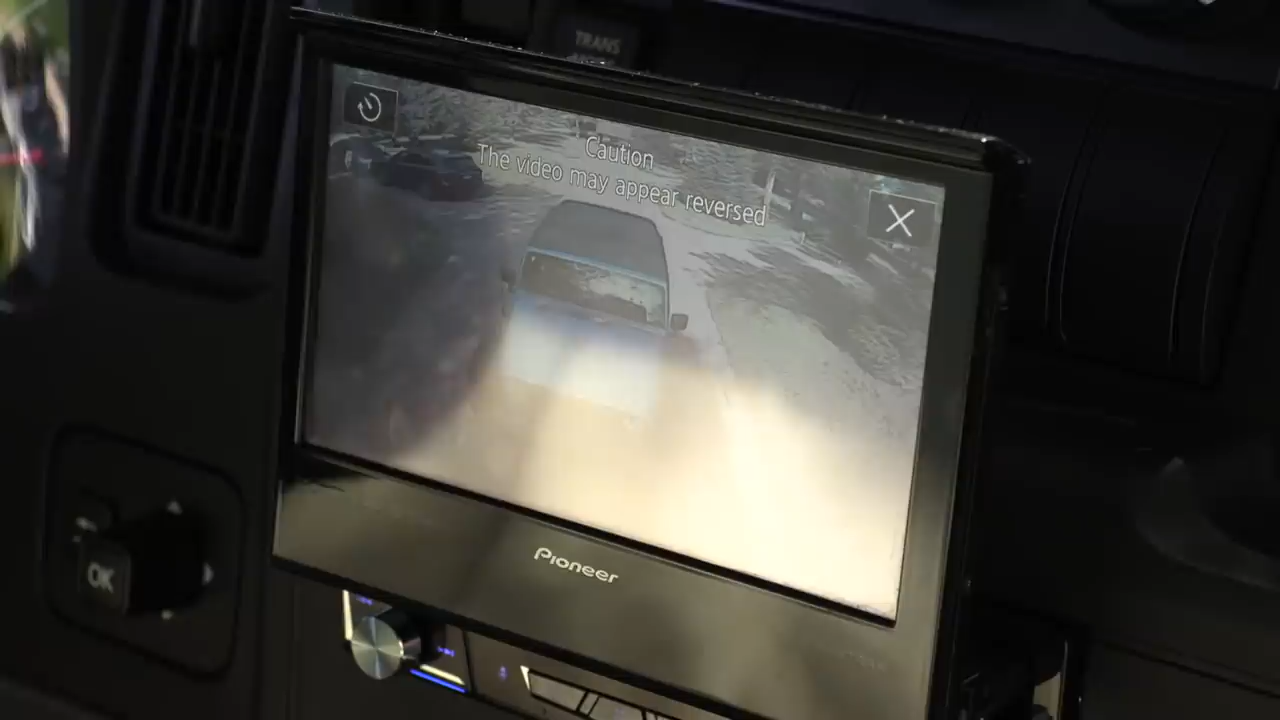 TRANS
Caution
The video may appear reversed
Pioneer
OK